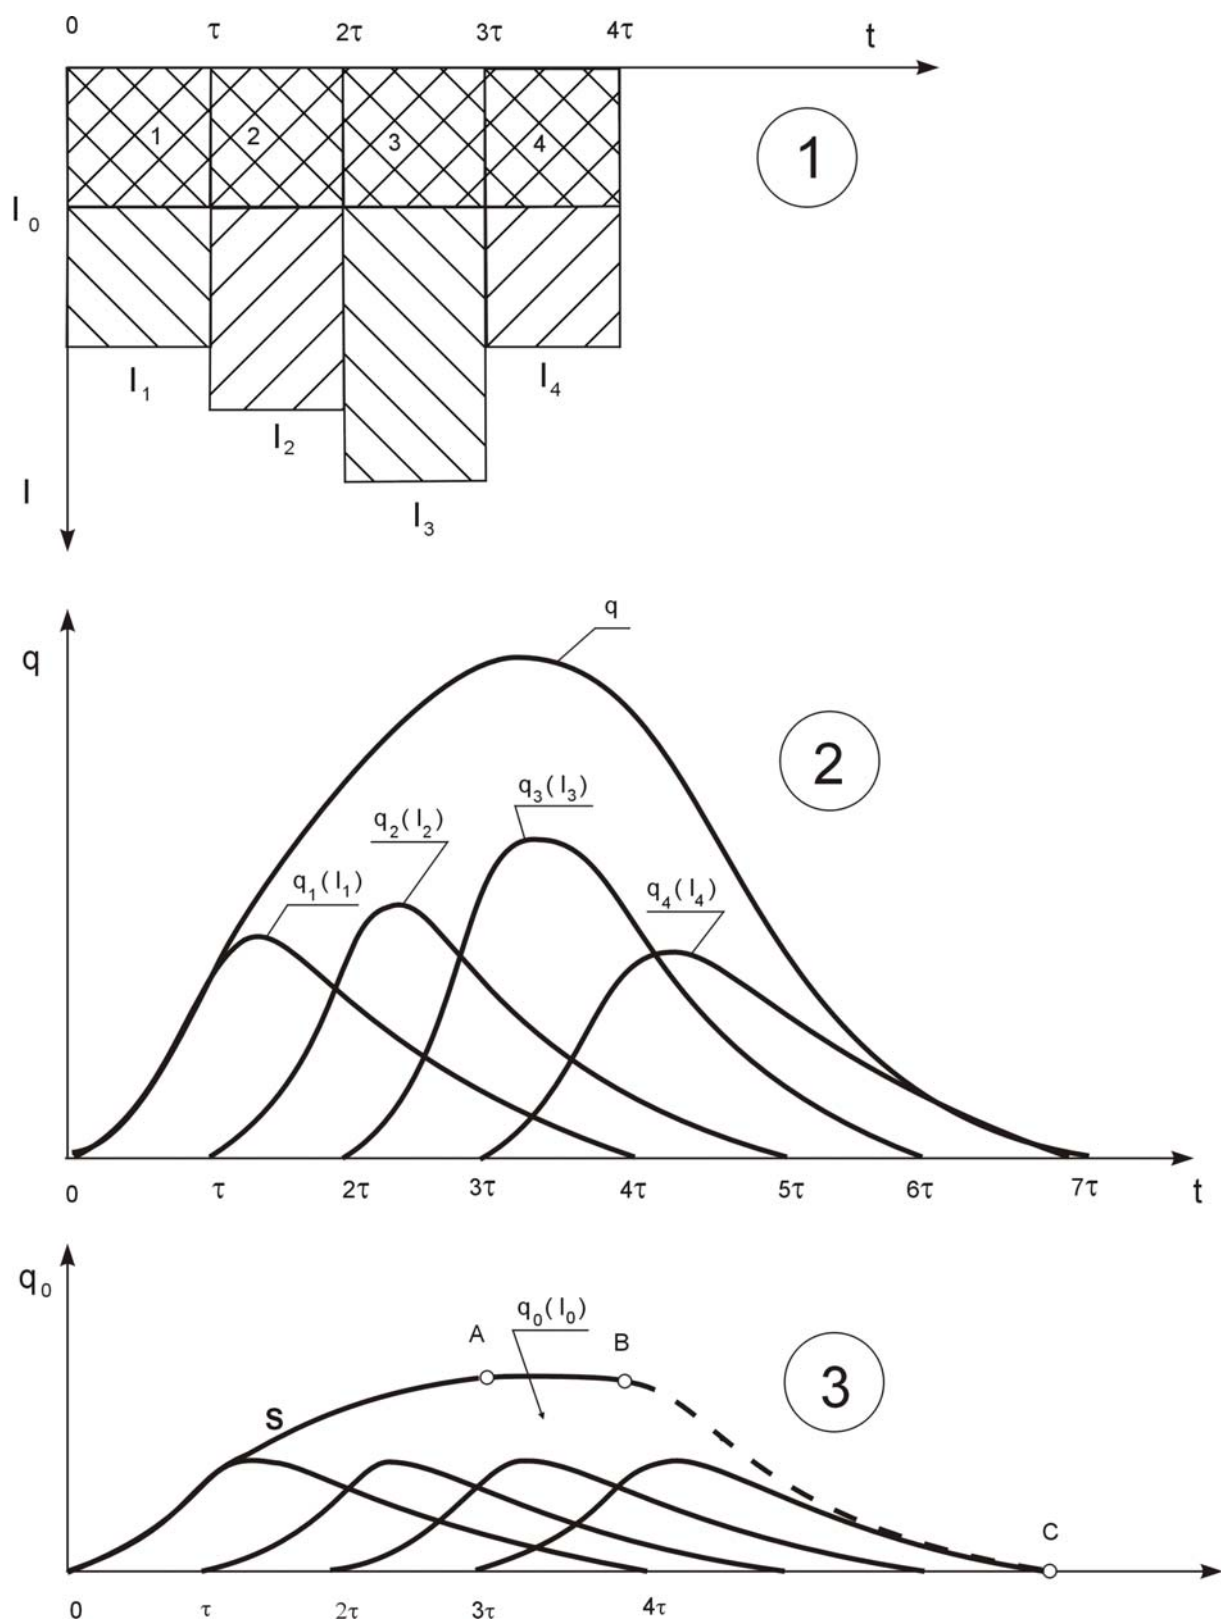 0 τ 2τ 3τ 4τ t
1 2 3 4
1
I₀
I₁
I₄
I₂
I
I₃
q
q
2
q₃(I₃)
q₂(I₂)
q₁(I₁)
q₄(I₄)
0 τ 2τ 3τ 4τ 5τ 6τ 7τ t
q₀
q₀(I₀)
A
B
3
S
C
0 τ 2τ 3τ 4τ